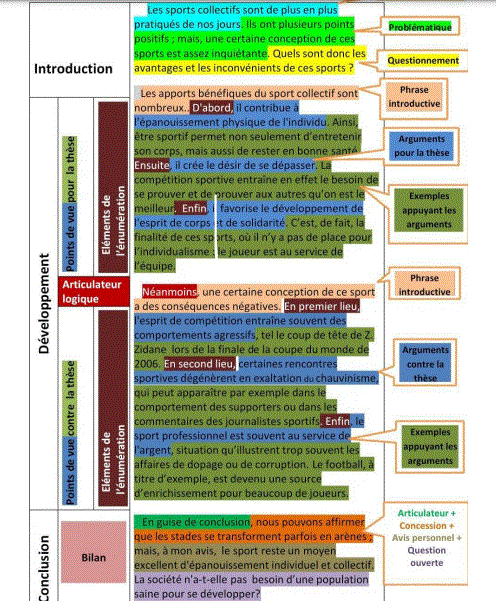 Les sports collectifs sont de plus en plus
pratiqués de nos jours. Ils ont plusieurs points
positifs ; mais, une certaine conception de ces
sports est assez inquiétante. Quels sont donc les
avantages et les inconvénients de ces sports ?
Problématique
Questionnement
Introduction
Les apports bénéfiques du sport collectif sont
nombreux.. D'abord, il contribue à
l'épanouissement physique de l'individu. Ainsi,
être sportif permet non seulement d'entretenir
son corps, mais aussi de rester en bonne santé.
Ensuite, il crée le désir de se dépasser. La
compétition sportive entraîne en effet le besoin de
se prouver et de prouver aux autres qu'on est le
meilleur. Enfin il favorise le développement de
l'esprit de corps et de solidarité. C'est, de fait, la
finalité de ces sports, où il n'y a pas de place pour
l'individualisme : le joueur est au service de
l'équipe.
Phrase
introductive
Arguments
pour la thèse
Exemples
appuyant les
arguments
Développement
Points de vue pour la thèse
Eléments de
l'énumération
Articulateur
logique
Néanmoins, une certaine conception de ce sport
a des conséquences négatives. En premier lieu,
l'esprit de compétition entraîne souvent des
comportements agressifs, tel le coup de tête de Z.
Zidane lors de la finale de la coupe du monde de
2006. En second lieu, certaines rencontres
sportives dégénèrent en exaltation du chauvinisme,
qui peut apparaître par exemple dans le
comportement des supporters ou dans les
commentaires des journalistes sportifs. Enfin, le
sport professionnel est souvent au service de
l'argent, situation qu'illustrent trop souvent les
affaires de dopage ou de corruption. Le football, à
titre d'exemple, est devenu une source
d'enrichissement pour beaucoup de joueurs.
Phrase
introductive
Arguments
contre la
thèse
Exemples
appuyant les
arguments
Points de vue contre la thèse
Eléments de
l'énumération
Conclusion
Bilan
En guise de conclusion, nous pouvons affirmer
que les stades se transforment parfois en arènes ;
mais, à mon avis, le sport reste un moyen
excellent d'épanouissement individuel et collectif.
La société n'a-t-elle pas besoin d'une population
saine pour se développer?
Articulateur +
Concession +
Avis personnel +
Question
ouverte